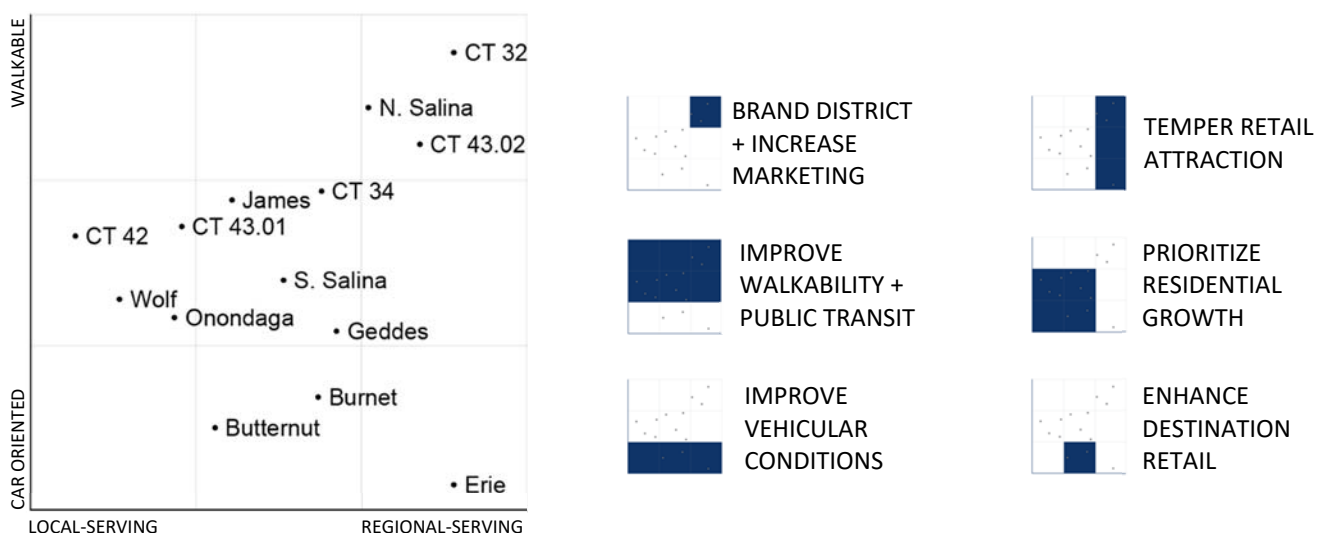 WALKABLE
CT 32
N. Salina
CT 43.02
CT 34
James
CT 43.01
CT 42
S. Salina
Wolf
Onondaga
Geddes
Burnet
Butternut
Erie
CAR ORIENTED
LOCAL-SERVING
REGIONAL-SERVING
BRAND DISTRICT
+ INCREASE
MARKETING
TEMPER RETAIL
ATTRACTION
IMPROVE
WALKABILITY +
PUBLIC TRANSIT
PRIORITIZE
RESIDENTIAL
GROWTH
IMPROVE
VEHICULAR
CONDITIONS
ENHANCE
DESTINATION
RETAIL